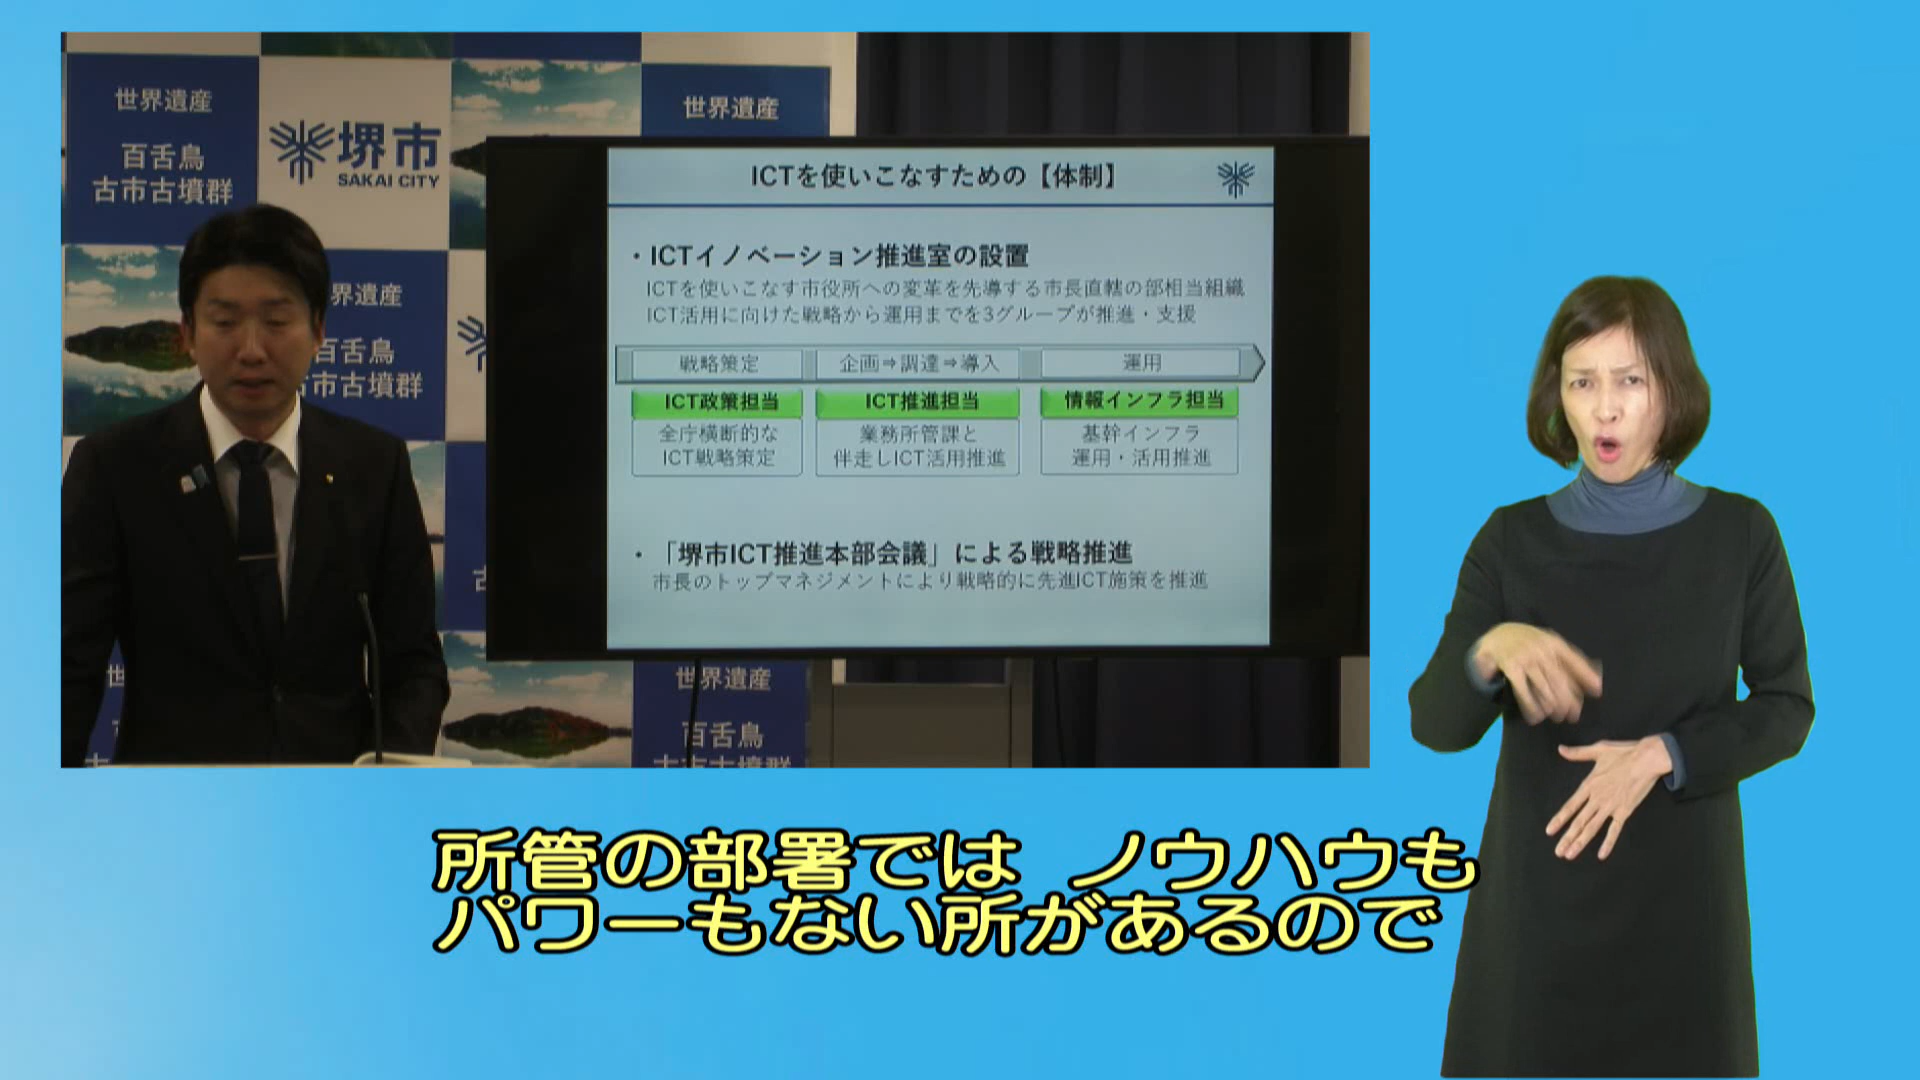 世界遺産
百舌鳥
古市古墳群
堺市
SAKAI CITY
世界遺産
界遺産
百舌鳥
市古墳群
世界遺産
百舌鳥
ICTを使いこなすための【体制】
・ICTイノベーション推進室の設置
ICTを使いこなす市役所への変革を先導する市長直轄の部相当組織
ICT活用に向けた戦略から運用までを3グループが推進・支援
戦略策定
企画⇒調達⇒導入
運用
ICT政策担当
ICT推進担当
情報インフラ担当
全庁横断的な
ICT戦略策定
業務所管課と
伴走しICT活用推進
基幹インフラ
運用・活用推進
・「堺市ICT推進本部会議」による戦略推進
市長のトップマネジメントにより戦略的に先進ICT施策を推進
所管の部署では ノウハウも
パワーもない所があるので